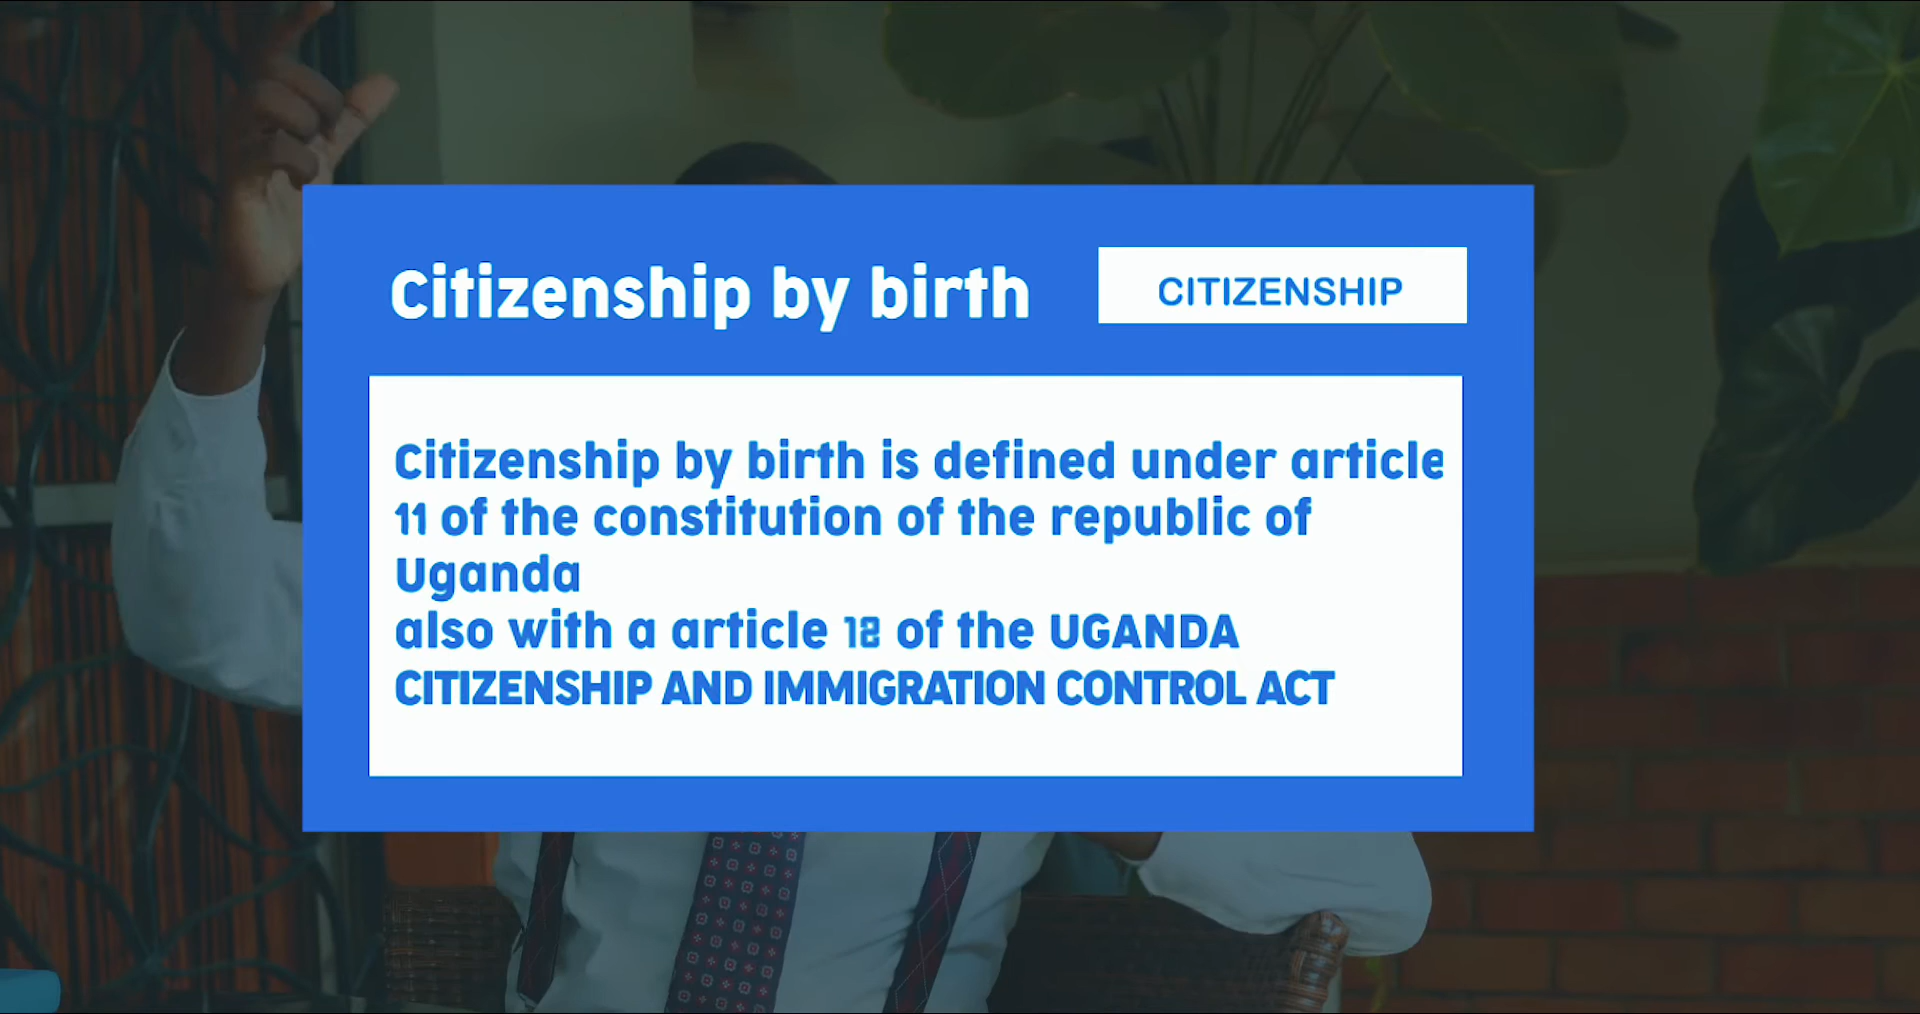 Citizenship by birth
CITIZENSHIP
Citizenship by birth is defined under article
11 of the constitution of the republic of
Uganda
also with a article 12 of the UGANDA
CITIZENSHIP AND IMMIGRATION CONTROL ACT